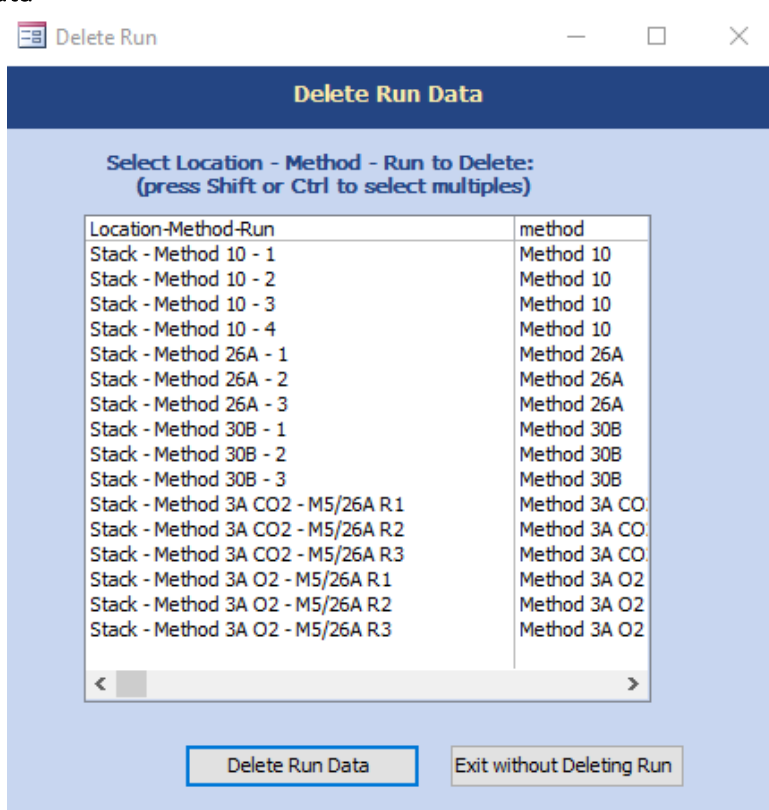 Delete Run
Delete Run Data
Select Location - Method - Run to Delete:
(press Shift or Ctrl to select multiples)
Location-Method-Run method
Stack - Method 10 - 1 Method 10
Stack - Method 10 - 2 Method 10
Stack - Method 10 - 3 Method 10
Stack - Method 10 - 4 Method 10
Stack - Method 26A - 1 Method 26A
Stack - Method 26A - 2 Method 26A
Stack - Method 26A - 3 Method 26A
Stack - Method 30B - 1 Method 30B
Stack - Method 30B - 2 Method 30B
Stack - Method 30B - 3 Method 30B
Stack - Method 3A CO2 - M5/26A R1 Method 3A CO
Stack - Method 3A CO2 - M5/26A R2 Method 3A CO
Stack - Method 3A CO2 - M5/26A R3 Method 3A CO
Stack - Method 3A O2 - M5/26A R1 Method 3A O2
Stack - Method 3A O2 - M5/26A R2 Method 3A O2
Stack - Method 3A O2 - M5/26A R3 Method 3A O2
Delete Run Data Exit without Deleting Run